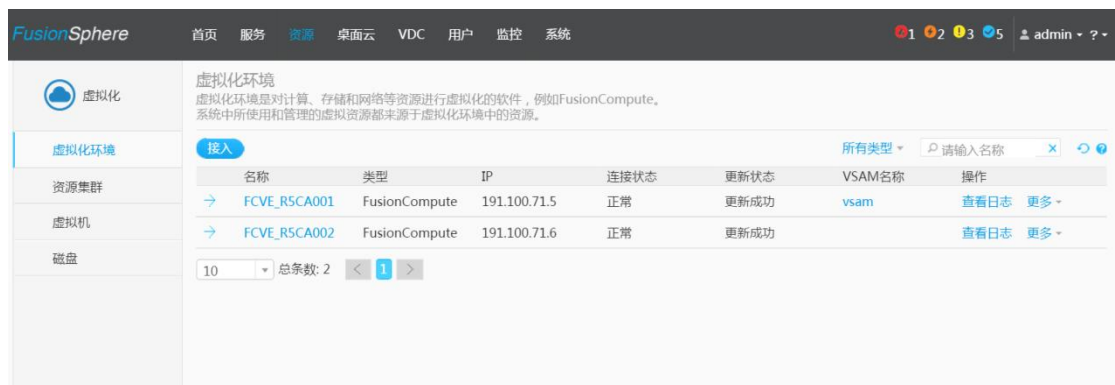 FusionSphere 首页 服务 资源 桌面云 VDC 用户 监控 系统 1 2 3 5 admin ?
虚拟化
虚拟化环境
资源集群
虚拟机
磁盘
虚拟化环境
虚拟化环境是对计算、存储和网络等资源进行虚拟化的软件，例如FusionCompute。
系统中所使用和管理的虚拟资源都来源于虚拟化环境中的资源。
接入 所有类型 请输入名称
名称 类型 IP 连接状态 更新状态 VSAM名称 操作
FCVE_R5CA001 FusionCompute 191.100.71.5 正常 更新成功 vsam 查看日志 更多
FCVE_R5CA002 FusionCompute 191.100.71.6 正常 更新成功 查看日志 更多
10 总条数: 2 < 1 >